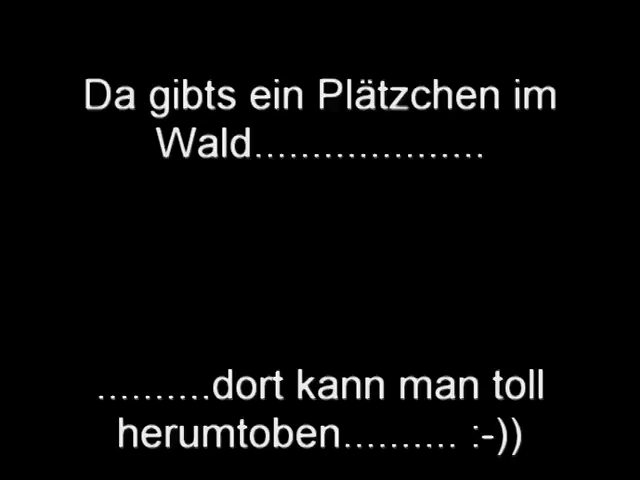 Da gibts ein Plätzchen im
Wald....................
..........dort kann man toll
herumtoben.......... :-))